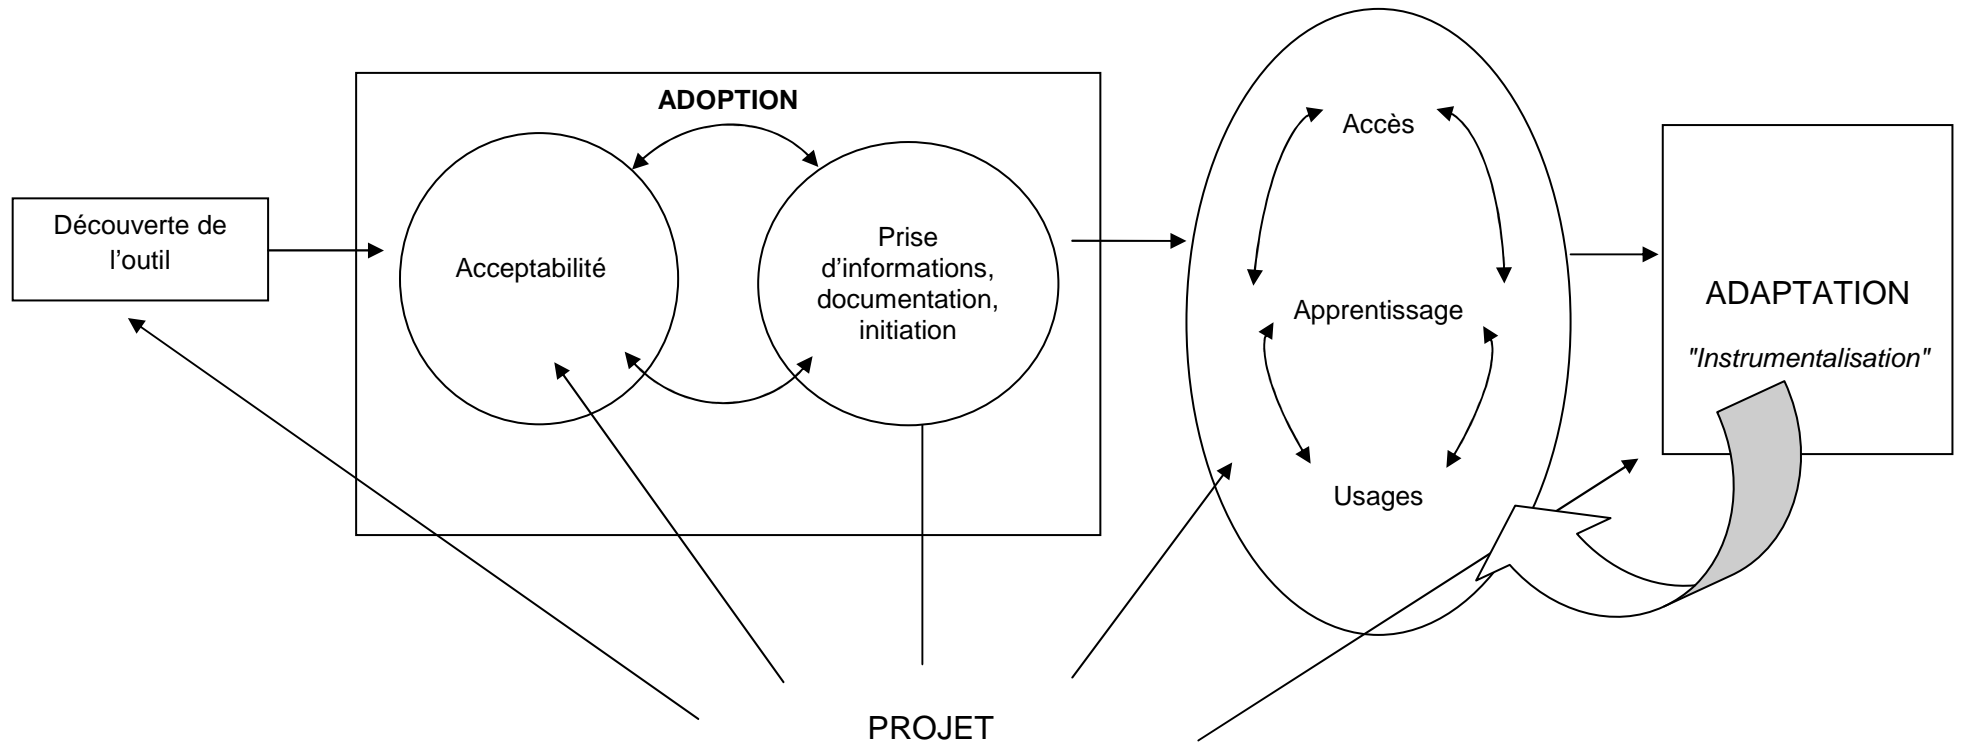 Découverte de
l’outil
ADOPTION
Acceptabilité
Prise
d’informations,
documentation,
initiation
Accès
Apprentissage
Usages
ADAPTATION
"Instrumentalisation"
PROJET